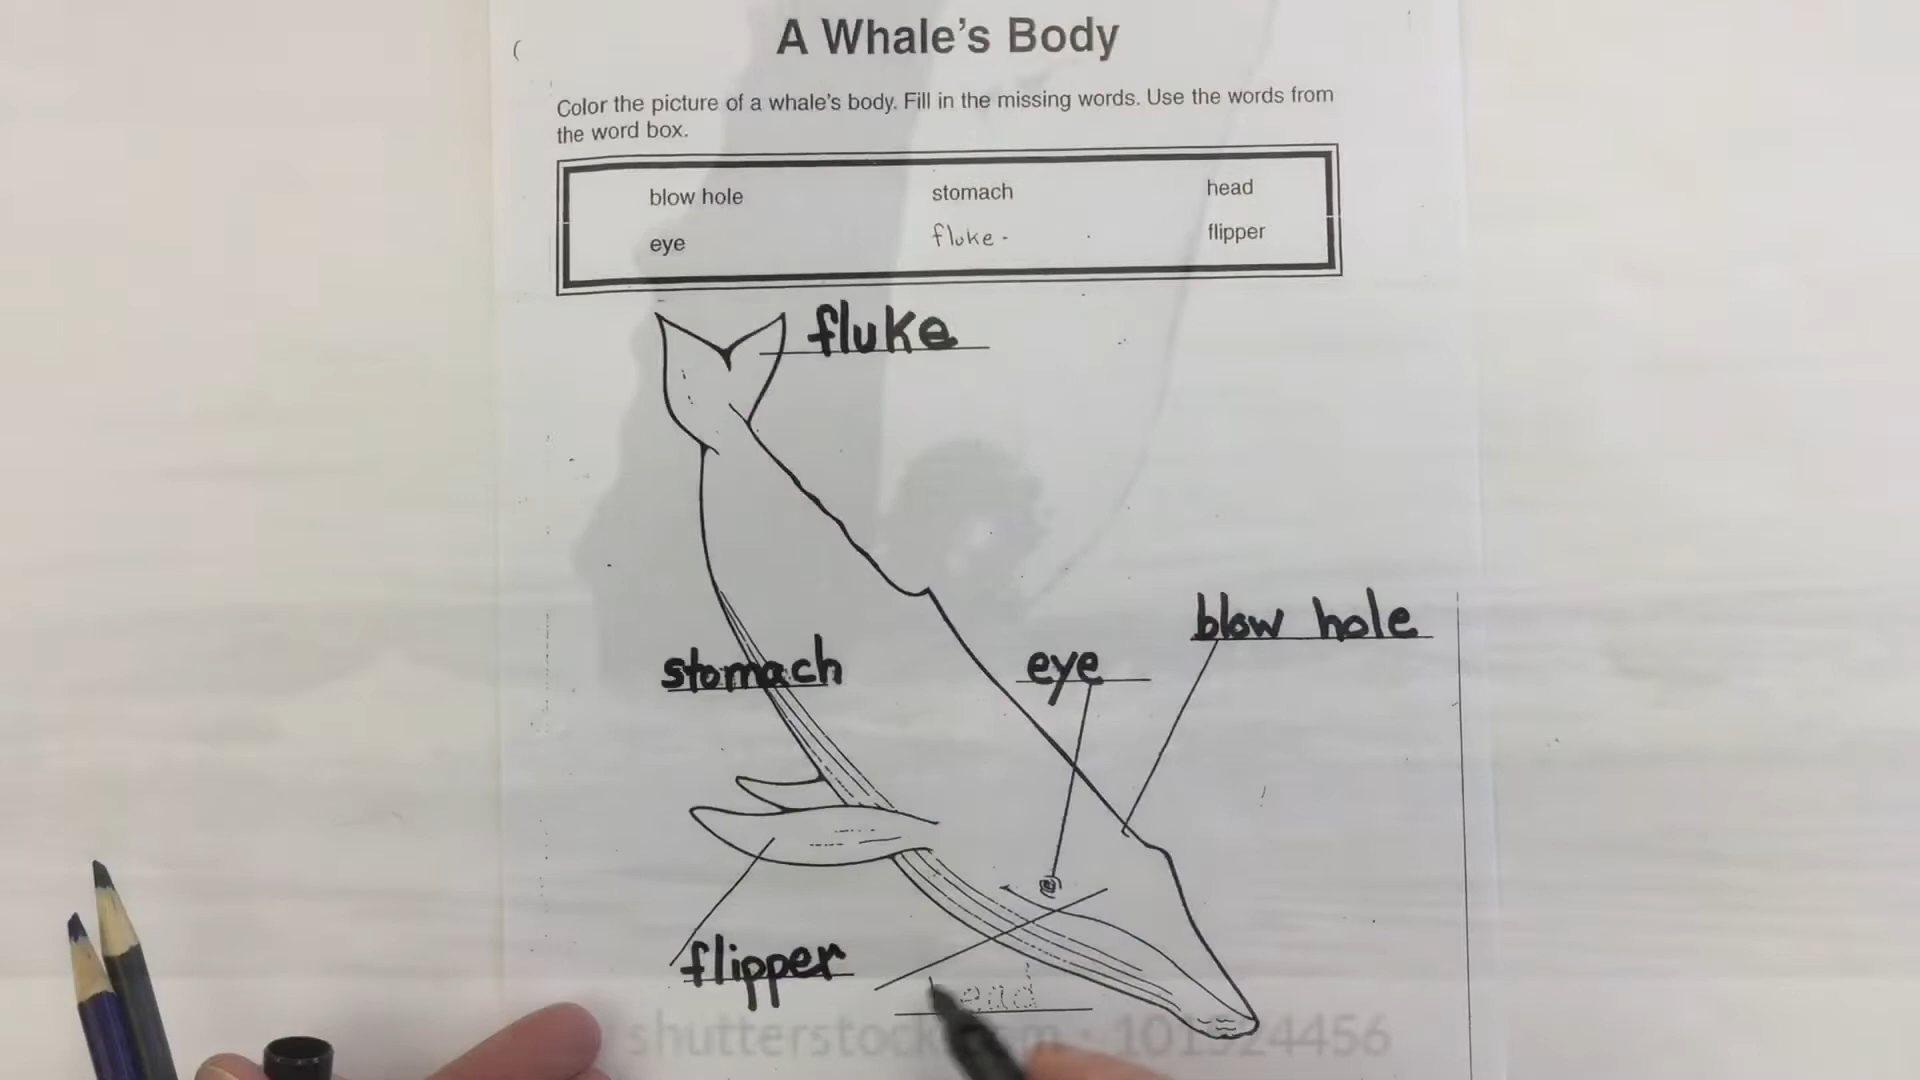 A Whale's Body
Color the picture of a whale's body. Fill in the missing words. Use the words from
the word box.
blow hole stomach head
eye fluke - flipper
fluke
blow hole
eye
stomach
flipper
ead